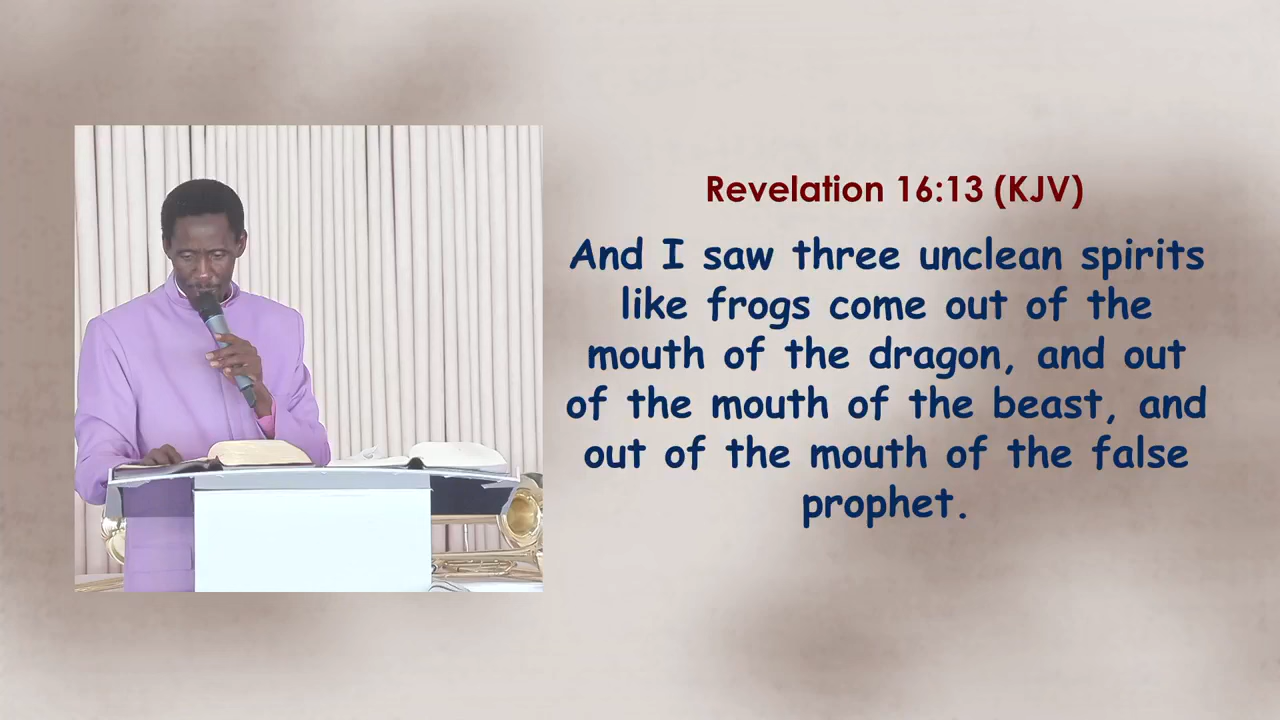 Revelation 16:13 (KJV)
And I saw three unclean spirits
like frogs come out of the
mouth of the dragon, and out
of the mouth of the beast, and
out of the mouth of the false
prophet.